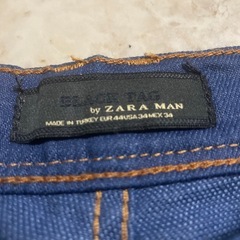 BLACK TAG
by ZARA MAN
MADE IN TURKEY EUR 44 USA 34 MEX 34